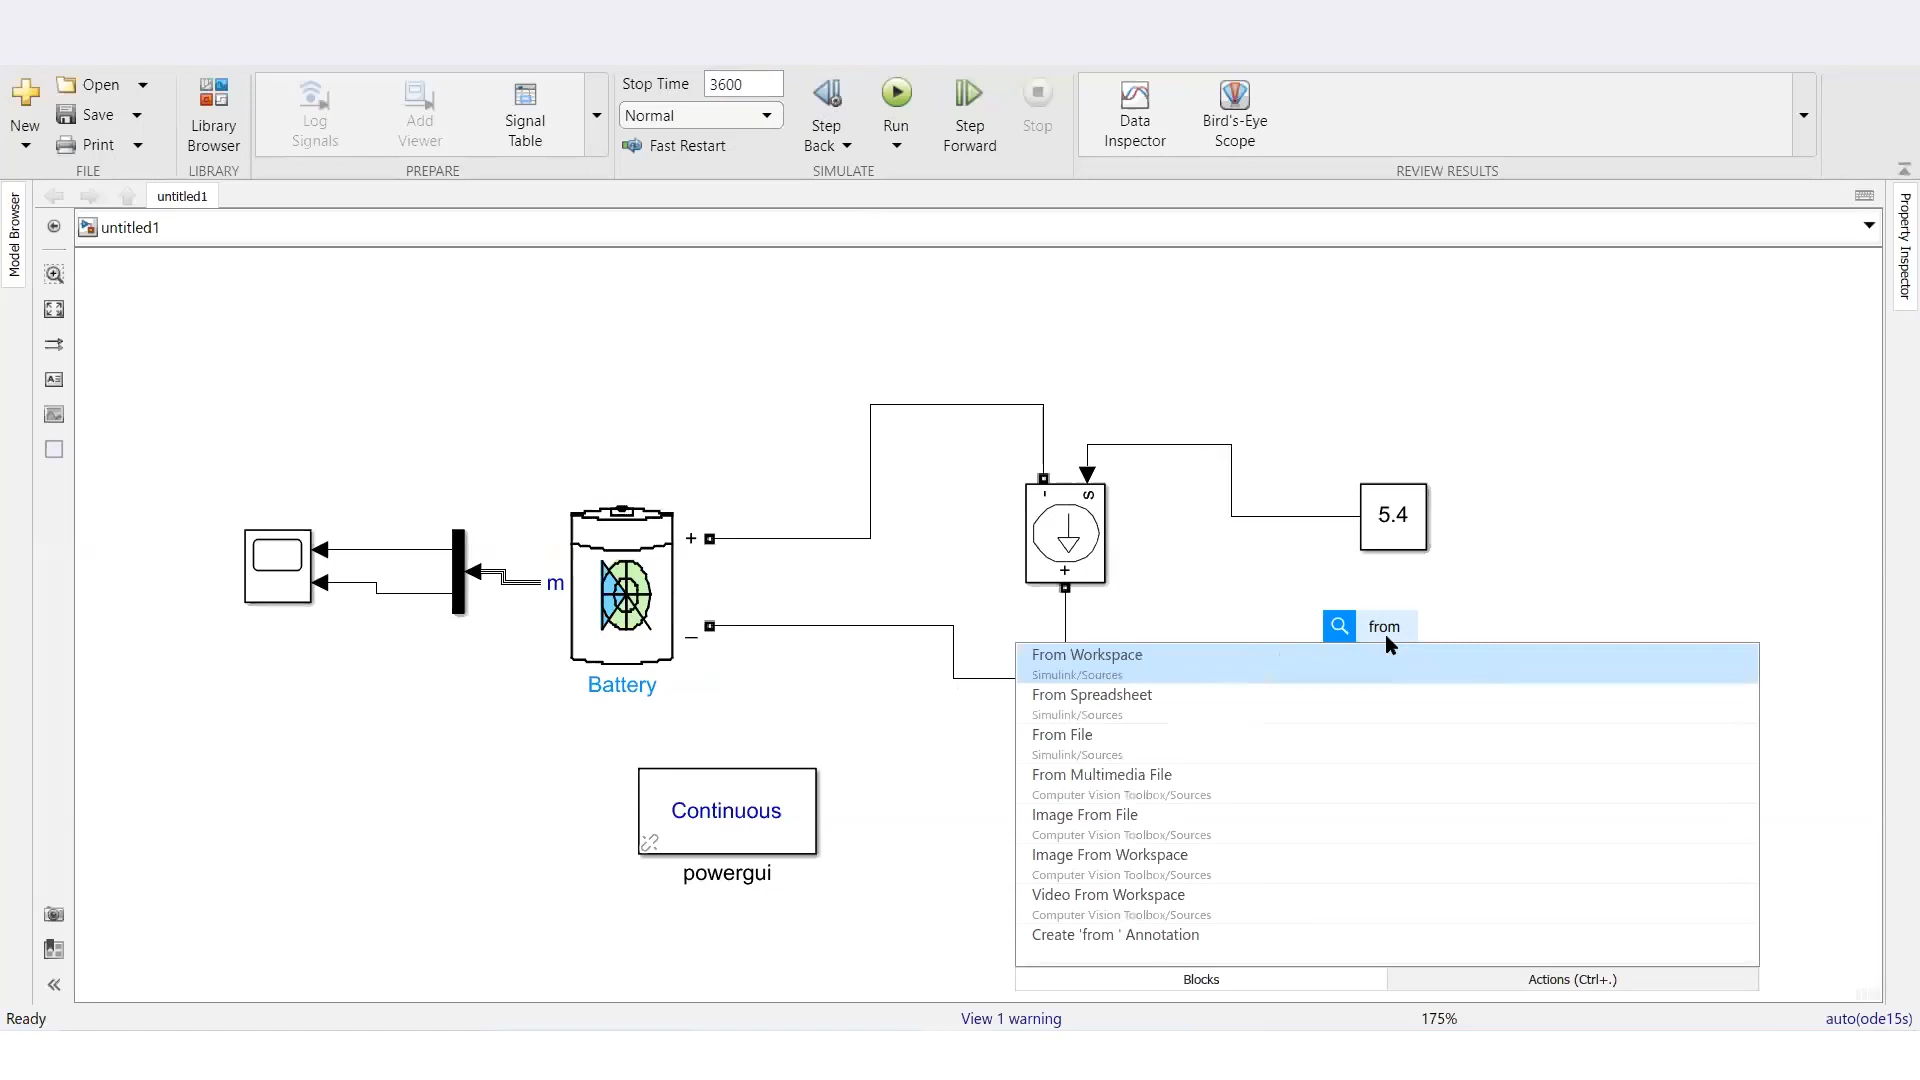 New
Open
Save
Print
FILE
Library
Browser
LIBRARY
Log
Signals
Add
Viewer
Signal
Table
PREPARE
Stop Time 3600
Normal
Fast Restart
Step
Back
Run
Step
Forward
Stop
SIMULATE
Data
Inspector
Bird's-Eye
Scope
REVIEW RESULTS
Model Browser
untitled1
untitled1
Property Inspector
m
+
_
Battery
Continuous
powergui
-
s
+
5.4
from
From Workspace
Simulink/Sources
From Spreadsheet
Simulink/Sources
From File
Simulink/Sources
From Multimedia File
Computer Vision Toolbox/Sources
Image From File
Computer Vision Toolbox/Sources
Image From Workspace
Computer Vision Toolbox/Sources
Video From Workspace
Computer Vision Toolbox/Sources
Create 'from ' Annotation
Blocks
Actions (Ctrl+.)
Ready
View 1 warning
175%
auto(ode15s)